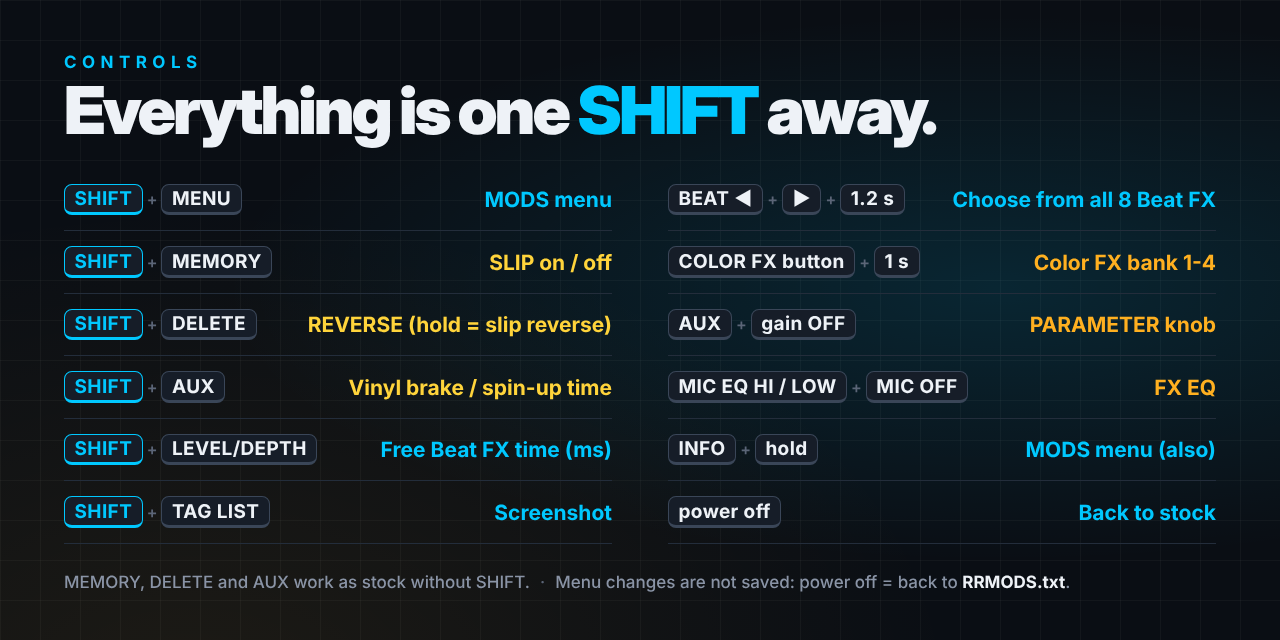 CONTROLS
Everything is one SHIFT away.
SHIFT + MENU MODS menu
SHIFT + MEMORY SLIP on / off
SHIFT + DELETE REVERSE (hold = slip reverse)
SHIFT + AUX Vinyl brake / spin-up time
SHIFT + LEVEL/DEPTH Free Beat FX time (ms)
SHIFT + TAG LIST Screenshot
BEAT ◀ + ▶ + 1.2 s Choose from all 8 Beat FX
COLOR FX button + 1 s Color FX bank 1-4
AUX + gain OFF PARAMETER knob
MIC EQ HI / LOW + MIC OFF FX EQ
INFO + hold MODS menu (also)
power off Back to stock
MEMORY, DELETE and AUX work as stock without SHIFT. · Menu changes are not saved: power off = back to RRMODS.txt.